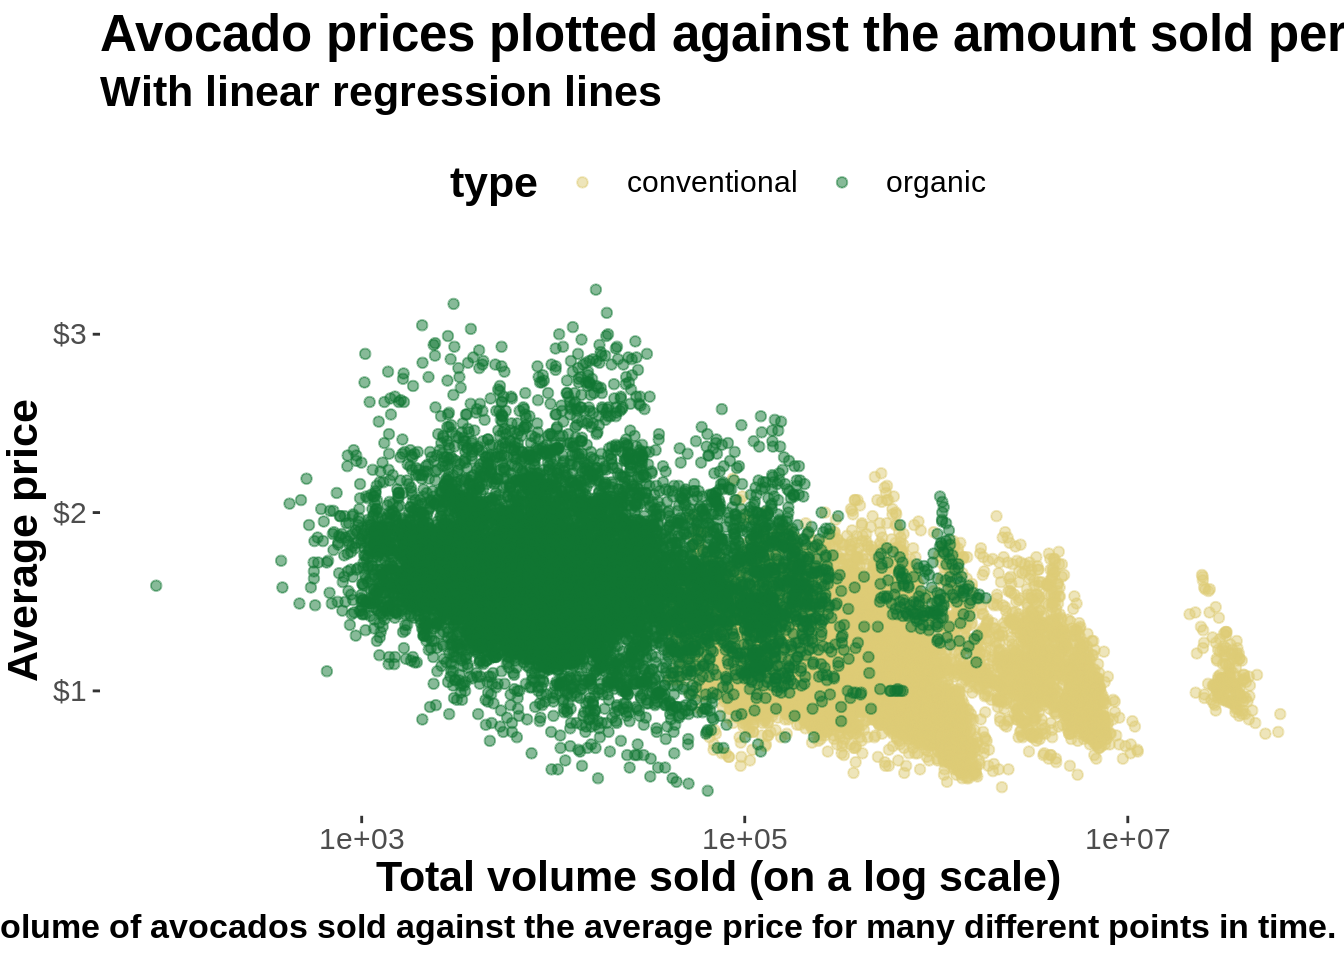 Avocado prices plotted against the amount sold per
With linear regression lines
type conventional organic
$3
$2
$1
Average price
1e+03 1e+05 1e+07
Total volume sold (on a log scale)
olume of avocados sold against the average price for many different points in time.